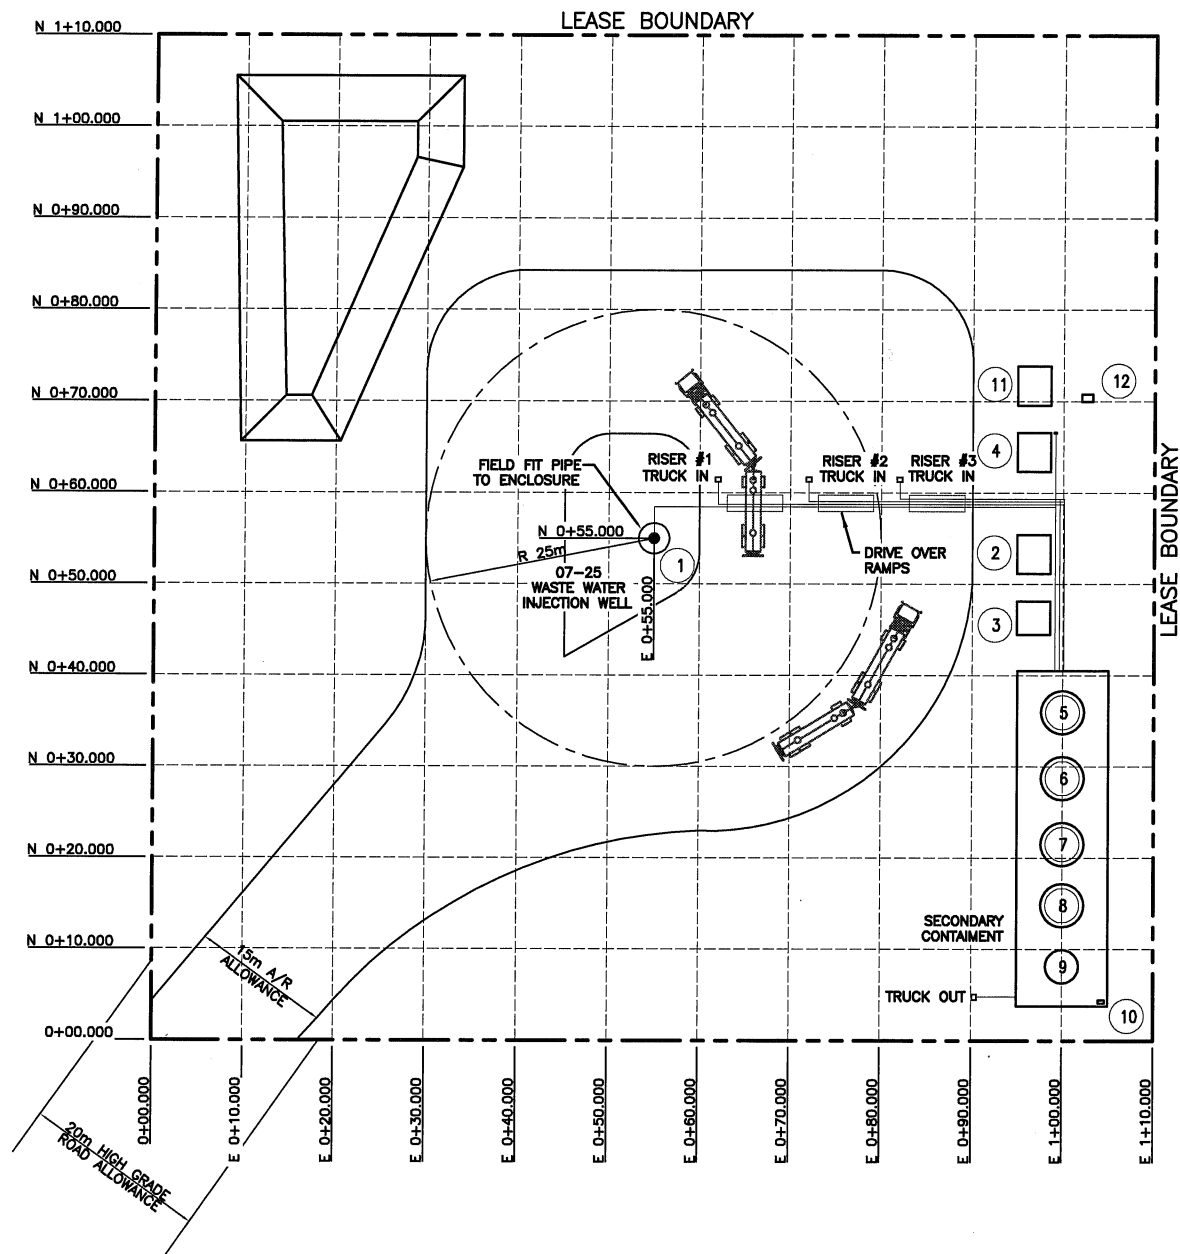 LEASE BOUNDARY
N 1+10.000
N 1+00.000
N 0+90.000
N 0+80.000
N 0+70.000
N 0+60.000
N 0+50.000
N 0+40.000
N 0+30.000
N 0+20.000
N 0+10.000
0+00.000
11
12
4
FIELD FIT PIPE
TO ENCLOSURE
RISER #1
TRUCK IN
RISER #2
TRUCK IN
RISER #3
TRUCK IN
N 0+55.000
R 25m
1
07-25
WASTE WATER
INJECTION WELL
E 0+55.000
DRIVE OVER
RAMPS
2
3
LEASE BOUNDARY
5
6
7
8
9
SECONDARY
CONTAIMENT
TRUCK OUT
10
15m A/R
ALLOWANCE
20m HIGH GRADE
ROAD ALLOWANCE
0+00.000
E 0+10.000
E 0+20.000
E 0+30.000
E 0+40.000
E 0+50.000
E 0+60.000
E 0+70.000
E 0+80.000
E 0+90.000
E 1+00.000
E 1+10.000